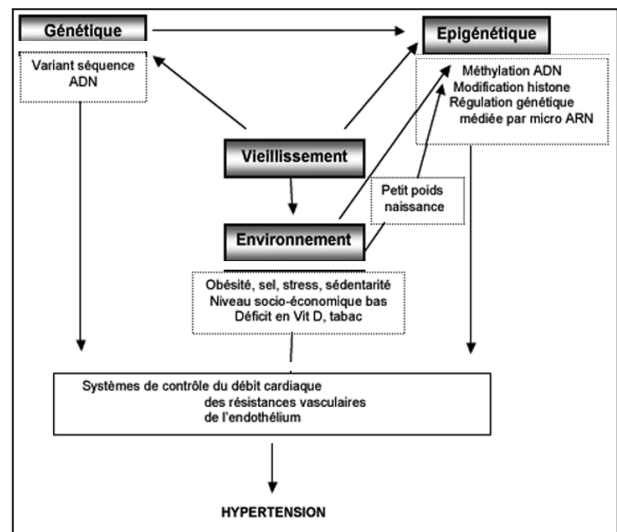 Génétique
Epigénétique
Variant séquence
ADN
Méthylation ADN
Modification histone
Régulation génétique
médiée par micro ARN
Vieillissement
Petit poids
naissance
Environnement
Obésité, sel, stress, sédentarité
Niveau socio-économique bas
Déficit en Vit D, tabac
Systèmes de contrôle du débit cardiaque
des résistances vasculaires
de l'endothélium
HYPERTENSION